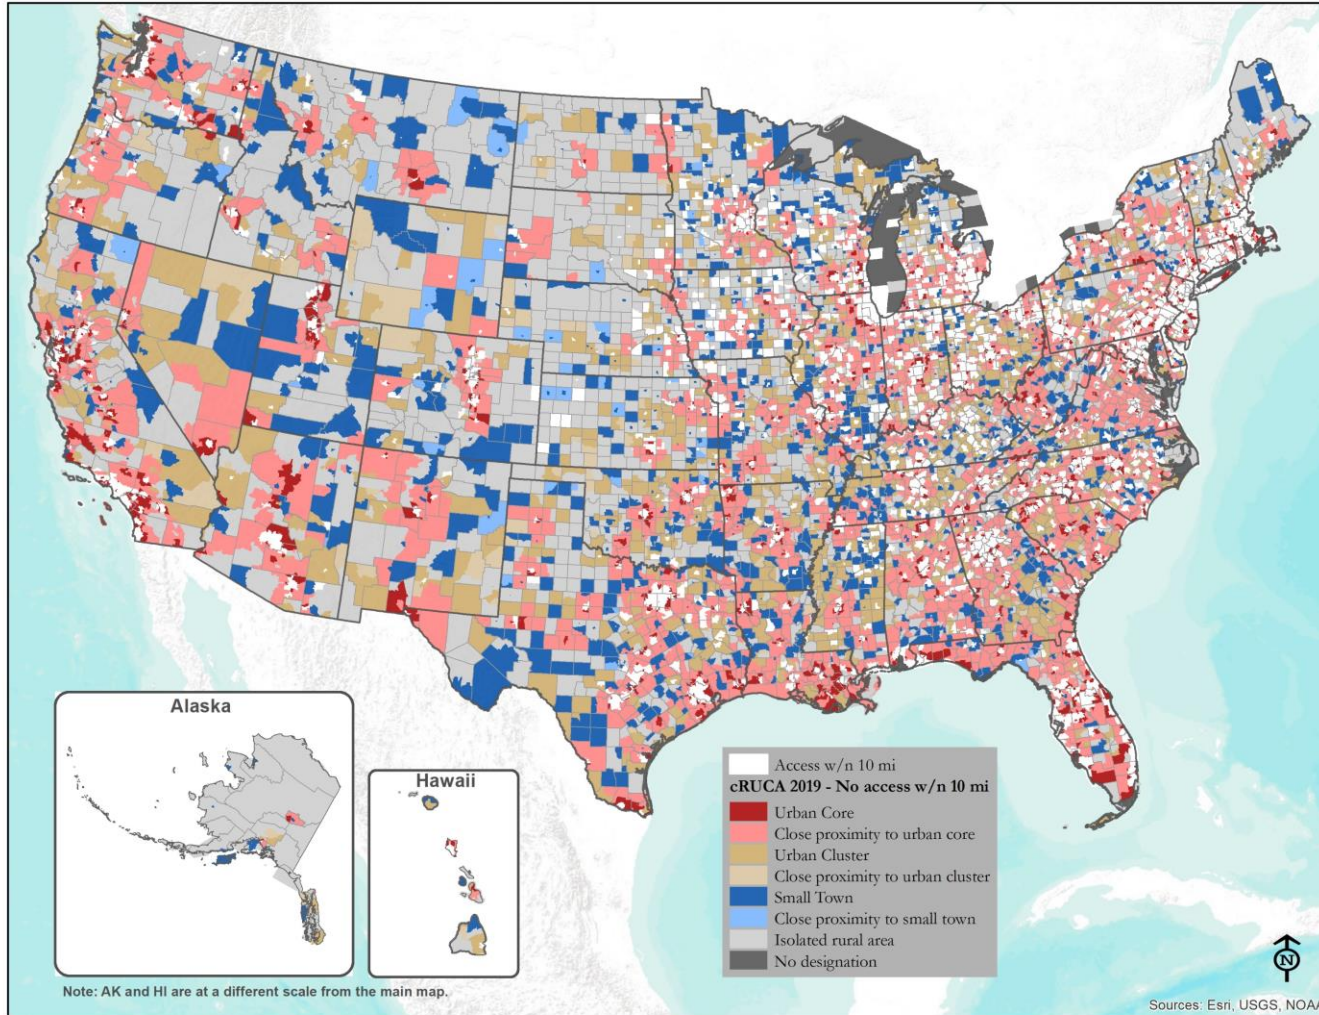 Alaska
Hawaii
Access w/n 10 mi
cRUCA 2019 - No access w/n 10 mi
Urban Core
Close proximity to urban core
Urban Cluster
Close proximity to urban cluster
Small Town
Close proximity to small town
Isolated rural area
No designation
N
Note: AK and HI are at a different scale from the main map.
Sources: Esri, USGS, NOAA